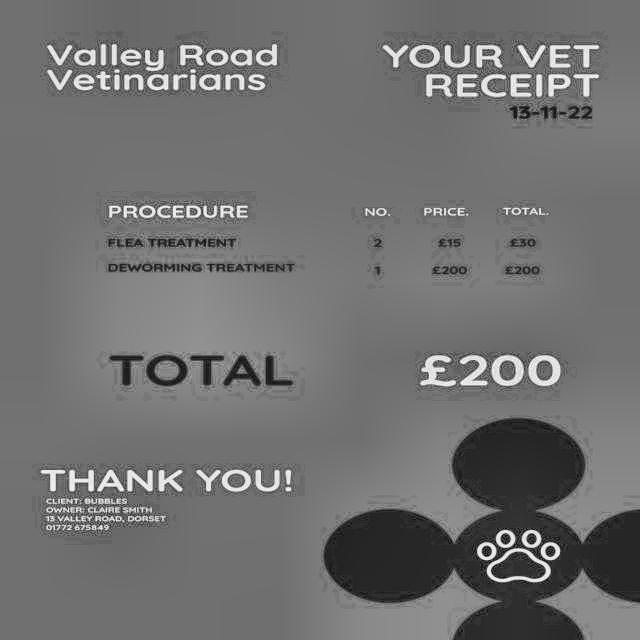 Valley Road
Vetinarians
YOUR VET
RECEIPT
13-11-22
PROCEDURE NO. PRICE. TOTAL.
FLEA TREATMENT 2 £15 £30
DEWORMING TREATMENT 1 £200 £200
TOTAL £200
THANK YOU!
CLIENT: BUBBLES
OWNER: CLAIRE SMITH
13 VALLEY ROAD, DORSET
01772 675849